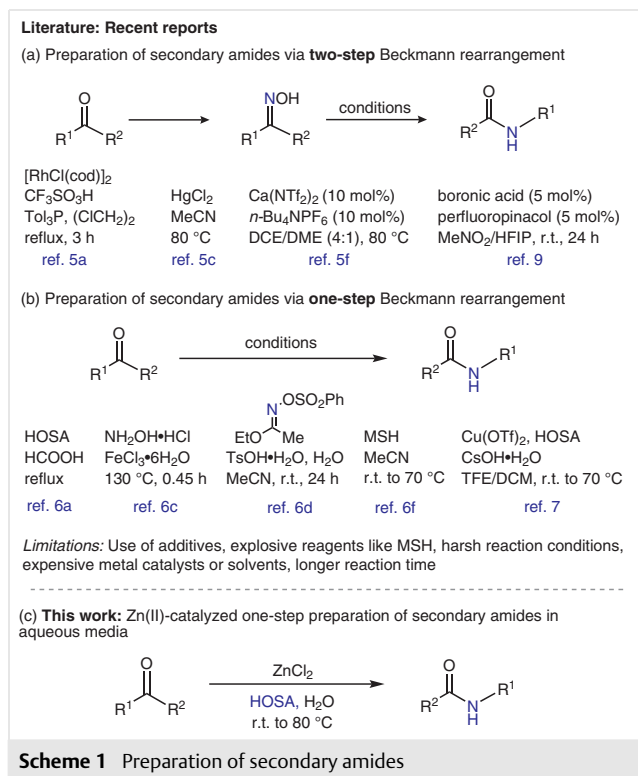 Literature: Recent reports
(a) Preparation of secondary amides via two-step Beckmann rearrangement
O
R1 R2
NOH
R1 R2
conditions
O
R2 N R1
H
[RhCl(cod)]2
CF3SO3H
Tol3P, (ClCH2)2
reflux, 3 h
ref. 5a
HgCl2
MeCN
80 °C
ref. 5c
Ca(NTf2)2 (10 mol%)
n-Bu4NPF6 (10 mol%)
DCE/DME (4:1), 80 °C
ref. 5f
boronic acid (5 mol%)
perfluoropinacol (5 mol%)
MeNO2/HFIP, r.t., 24 h
ref. 9
(b) Preparation of secondary amides via one-step Beckmann rearrangement
O
R1 R2
conditions
O
R2 N R1
H
HOSA
HCOOH
reflux
ref. 6a
NH2OH•HCl
FeCl3•6H2O
130 °C, 0.45 h
ref. 6c
N OSO2Ph
EtO Me
TsOH•H2O, H2O
MeCN, r.t., 24 h
ref. 6d
MSH
MeCN
r.t. to 70 °C
ref. 6f
Cu(OTf)2, HOSA
CsOH•H2O
TFE/DCM, r.t. to 70 °C
ref. 7
Limitations: Use of additives, explosive reagents like MSH, harsh reaction conditions,
expensive metal catalysts or solvents, longer reaction time
(c) This work: Zn(II)-catalyzed one-step preparation of secondary amides in
aqueous media
O
R1 R2
ZnCl2
HOSA, H2O
r.t. to 80 °C
O
R2 N R1
H
Scheme 1 Preparation of secondary amides